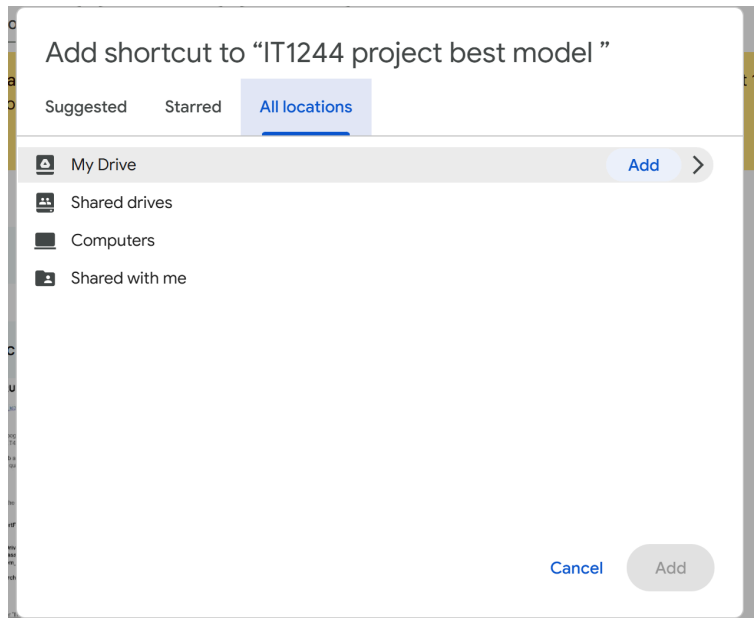 Add shortcut to “IT1244 project best model ”
Suggested Starred All locations
My Drive Add
Shared drives
Computers
Shared with me
Cancel Add